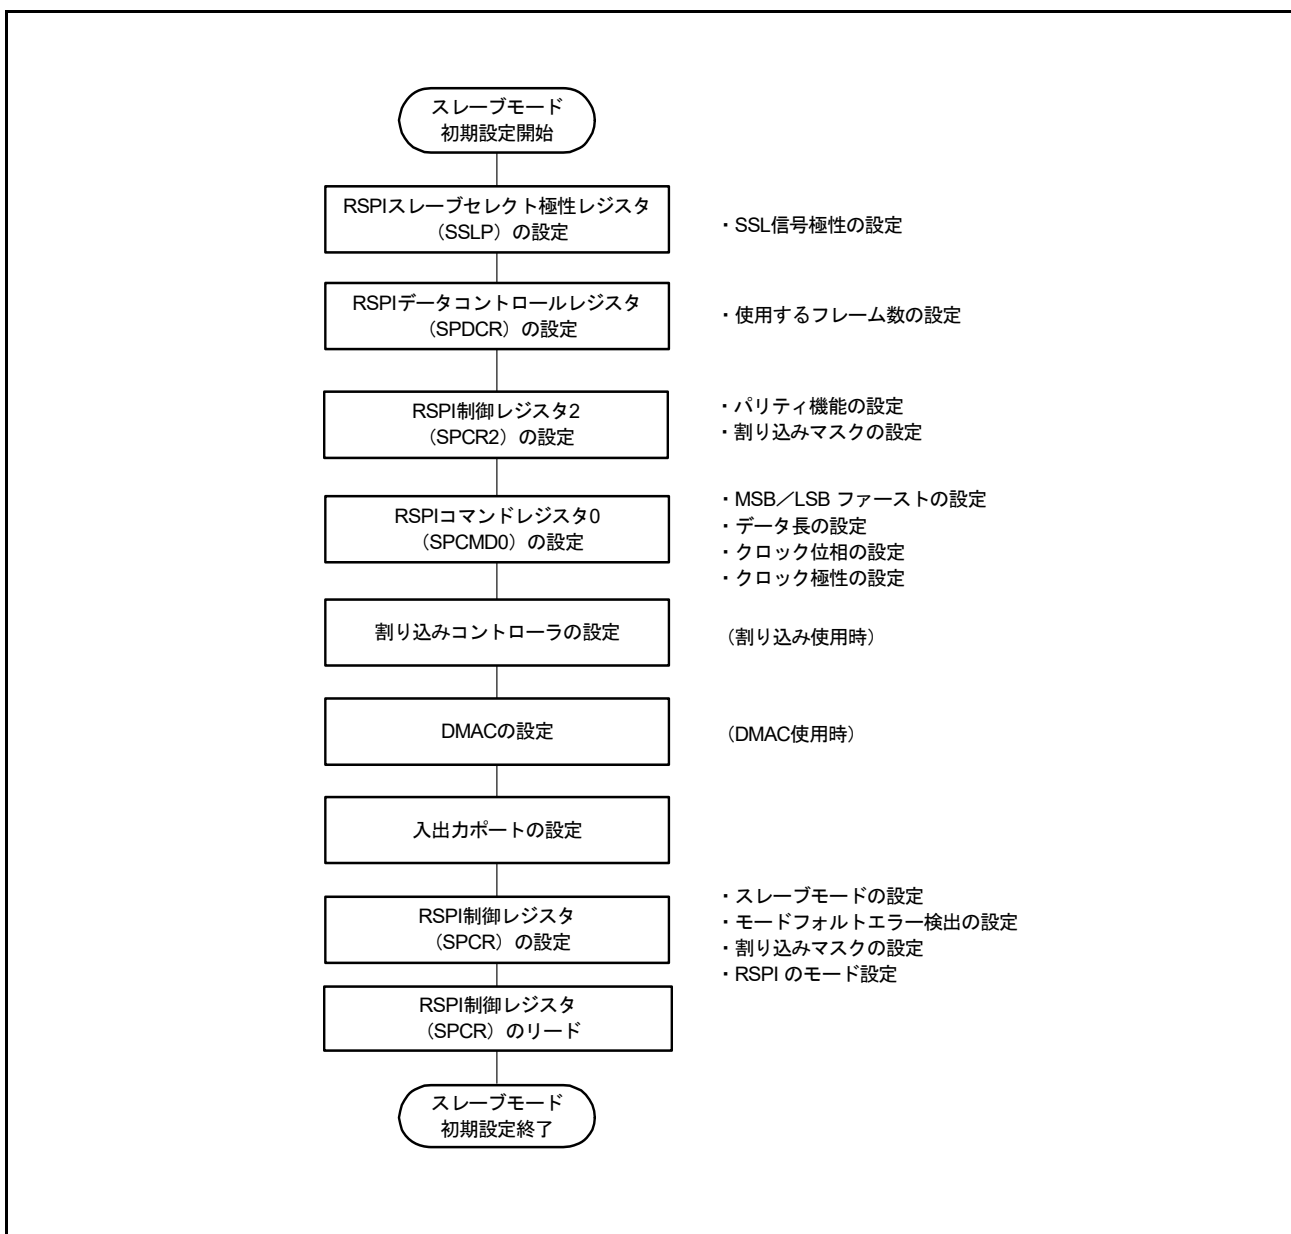 スレーブモード
初期設定開始
RSPIスレーブセレクト極性レジスタ
（SSLP）の設定
・SSL信号極性の設定
RSPIデータコントロールレジスタ
（SPDCR）の設定
・使用するフレーム数の設定
RSPI制御レジスタ2
（SPCR2）の設定
・パリティ機能の設定
・割り込みマスクの設定
RSPIコマンドレジスタ0
（SPCMD0）の設定
・MSB／LSB ファーストの設定
・データ長の設定
・クロック位相の設定
・クロック極性の設定
割り込みコントローラの設定
（割り込み使用時）
DMACの設定
（DMAC使用時）
入出力ポートの設定
RSPI制御レジスタ
（SPCR）の設定
・スレーブモードの設定
・モードフォルトエラー検出の設定
・割り込みマスクの設定
・RSPI のモード設定
RSPI制御レジスタ
（SPCR）のリード
スレーブモード
初期設定終了